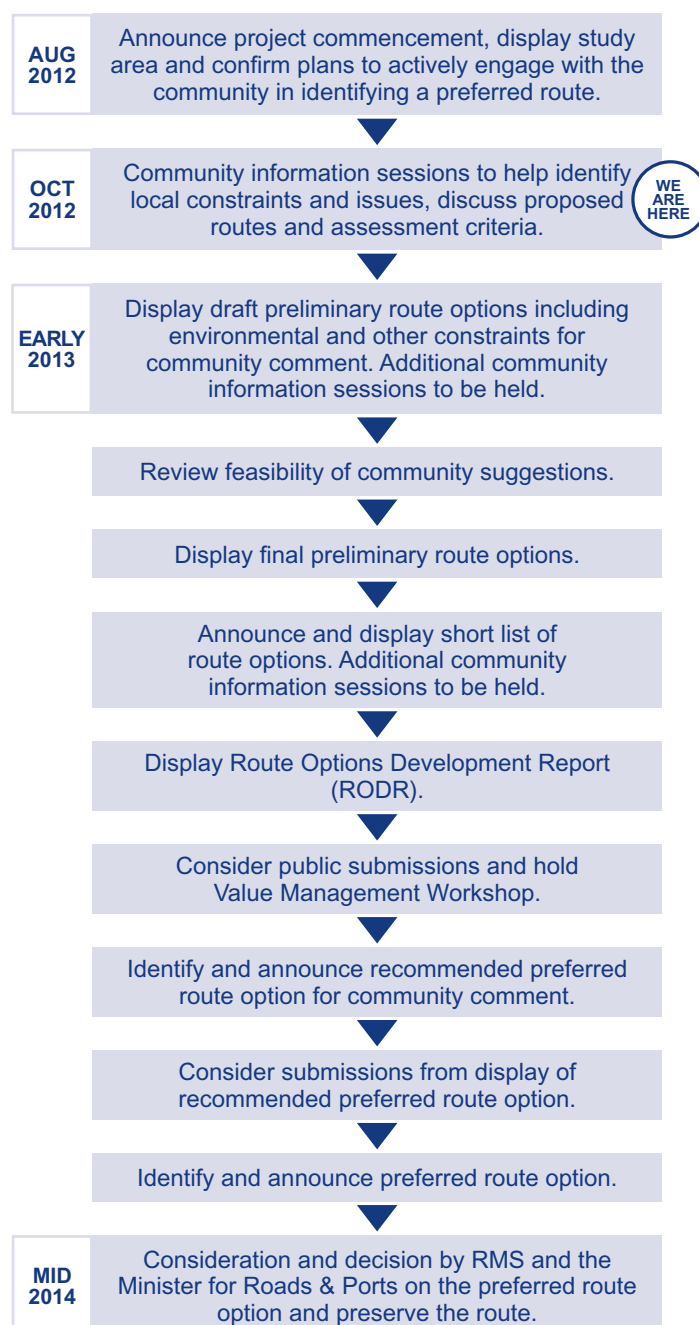 AUG
2012
Announce project commencement, display study
area and confirm plans to actively engage with the
community in identifying a preferred route.
OCT
2012
Community information sessions to help identify
local constraints and issues, discuss proposed
routes and assessment criteria.
WE
ARE
HERE
EARLY
2013
Display draft preliminary route options including
environmental and other constraints for
community comment. Additional community
information sessions to be held.
Review feasibility of community suggestions.
Display final preliminary route options.
Announce and display short list of
route options. Additional community
information sessions to be held.
Display Route Options Development Report
(RODR).
Consider public submissions and hold
Value Management Workshop.
Identify and announce recommended preferred
route option for community comment.
Consider submissions from display of
recommended preferred route option.
Identify and announce preferred route option.
MID
2014
Consideration and decision by RMS and the
Minister for Roads & Ports on the preferred route
option and preserve the route.